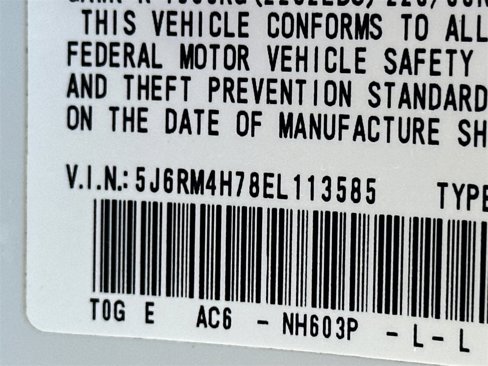 THIS VEHICLE CONFORMS TO ALL
FEDERAL MOTOR VEHICLE SAFETY
AND THEFT PREVENTION STANDARD
ON THE DATE OF MANUFACTURE SH
V.I.N.: 5J6RM4H78EL113585 TYPE
TOG E AC6 - NH603P - L - L